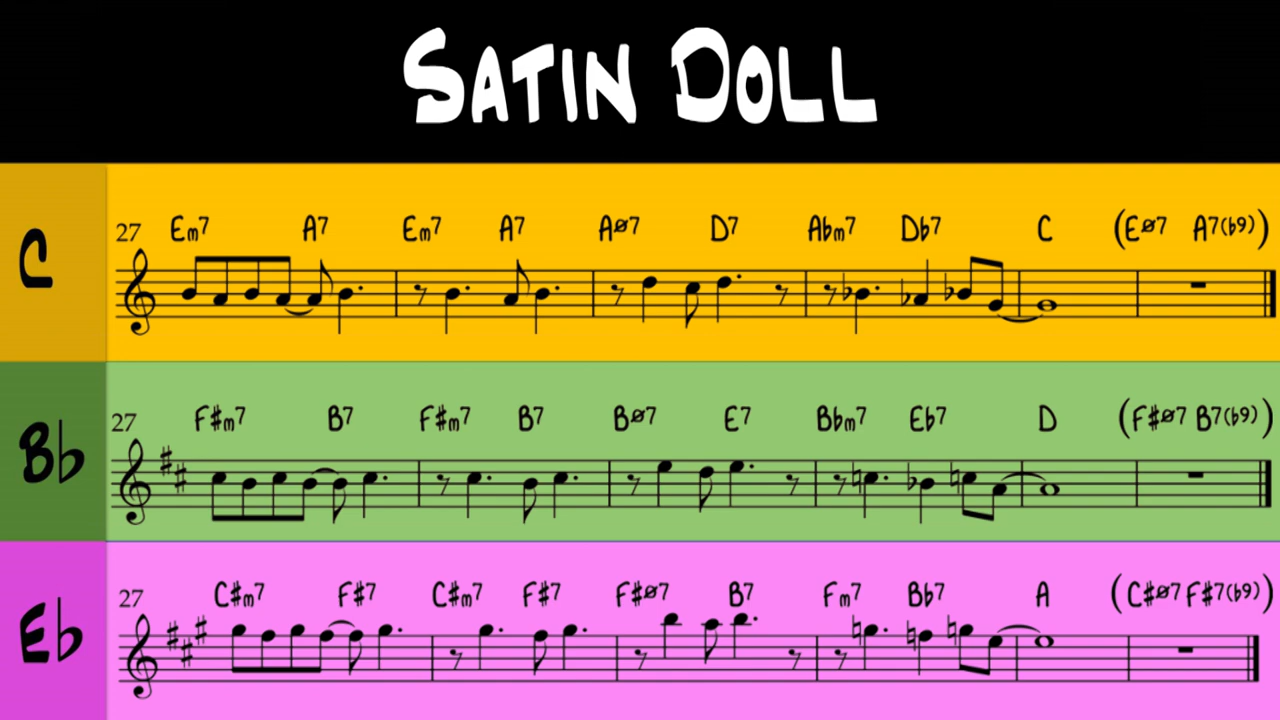 SATIN DOLL
C
27 Em7 A7 Em7 A7 Aø7 D7 Abm7 Db7 C (Eø7 A7(b9))
Bb
27 F#m7 B7 F#m7 B7 Bø7 E7 Bbm7 Eb7 D (F#ø7 B7(b9))
Eb
27 C#m7 F#7 C#m7 F#7 F#ø7 B7 Fm7 Bb7 A (C#ø7 F#7(b9))